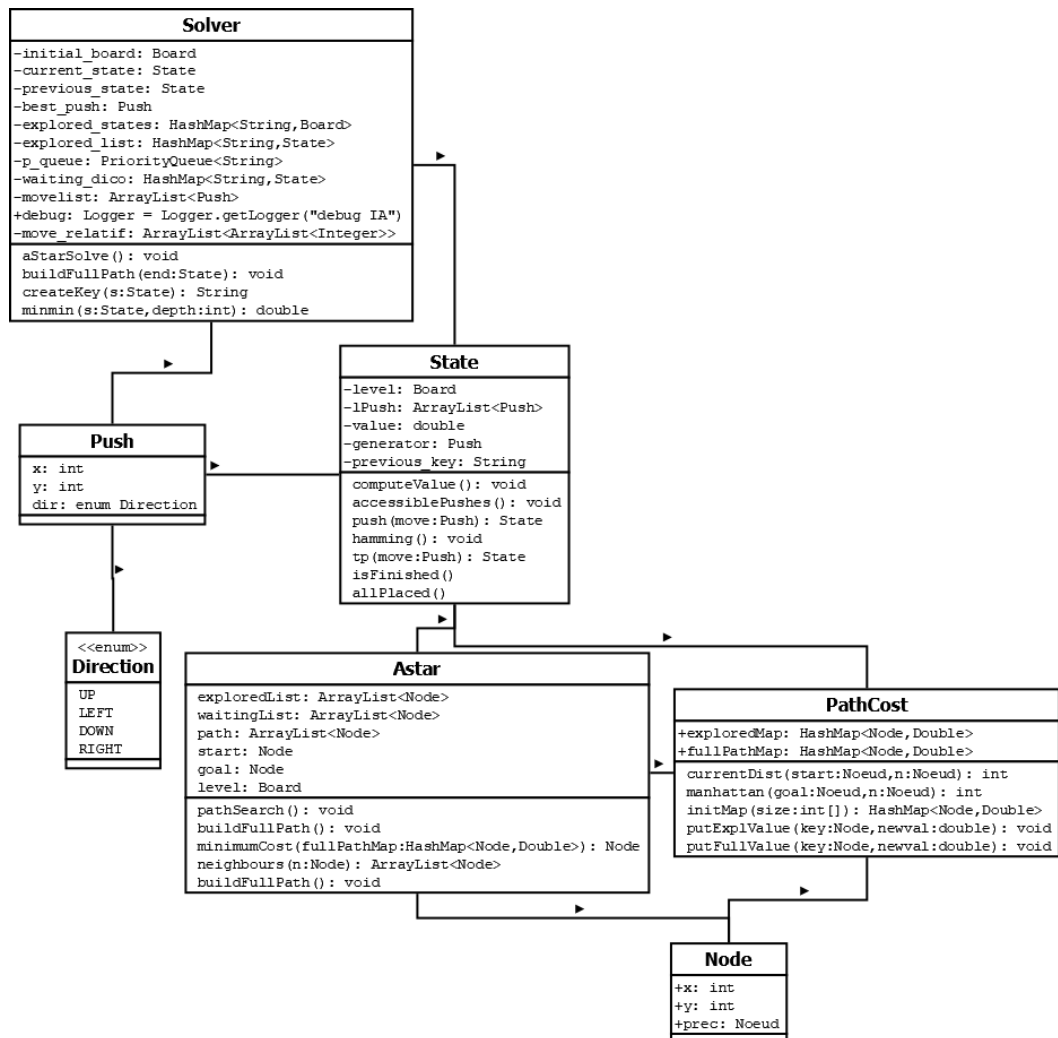 Solver
-initial_board: Board
-current_state: State
-previous_state: State
-best_push: Push
-explored_states: HashMap<String,Board>
-explored_list: HashMap<String,State>
-p_queue: PriorityQueue<String>
-waiting_dico: HashMap<String,State>
-movelist: ArrayList<Push>
+debug: Logger = Logger.getLogger("debug IA")
-move_relatif: ArrayList<ArrayList<Integer>>
aStarSolve(): void
buildFullPath(end:State): void
createKey(s:State): String
minmin(s:State,depth:int): double
State
-level: Board
-lPush: ArrayList<Push>
-value: double
-generator: Push
-previous_key: String
computeValue(): void
accessiblePushes(): void
push(move:Push): State
hamming(): void
tp(move:Push): State
isFinished()
allPlaced()
Push
x: int
y: int
dir: enum Direction
<<enum>>
Direction
UP
LEFT
DOWN
RIGHT
Astar
exploredList: ArrayList<Node>
waitingList: ArrayList<Node>
path: ArrayList<Node>
start: Node
goal: Node
level: Board
pathSearch(): void
buildFullPath(): void
minimumCost(fullPathMap:HashMap<Node,Double>): Node
neighbours(n:Node): ArrayList<Node>
buildFullPath(): void
PathCost
+exploredMap: HashMap<Node,Double>
+fullPathMap: HashMap<Node,Double>
currentDist(start:Noeud,n:Noeud): int
manhattan(goal:Noeud,n:Noeud): int
initMap(size:int[]): HashMap<Node,Double>
putExplValue(key:Node,newval:double): void
putFullValue(key:Node,newval:double): void
Node
+x: int
+y: int
+prec: Noeud